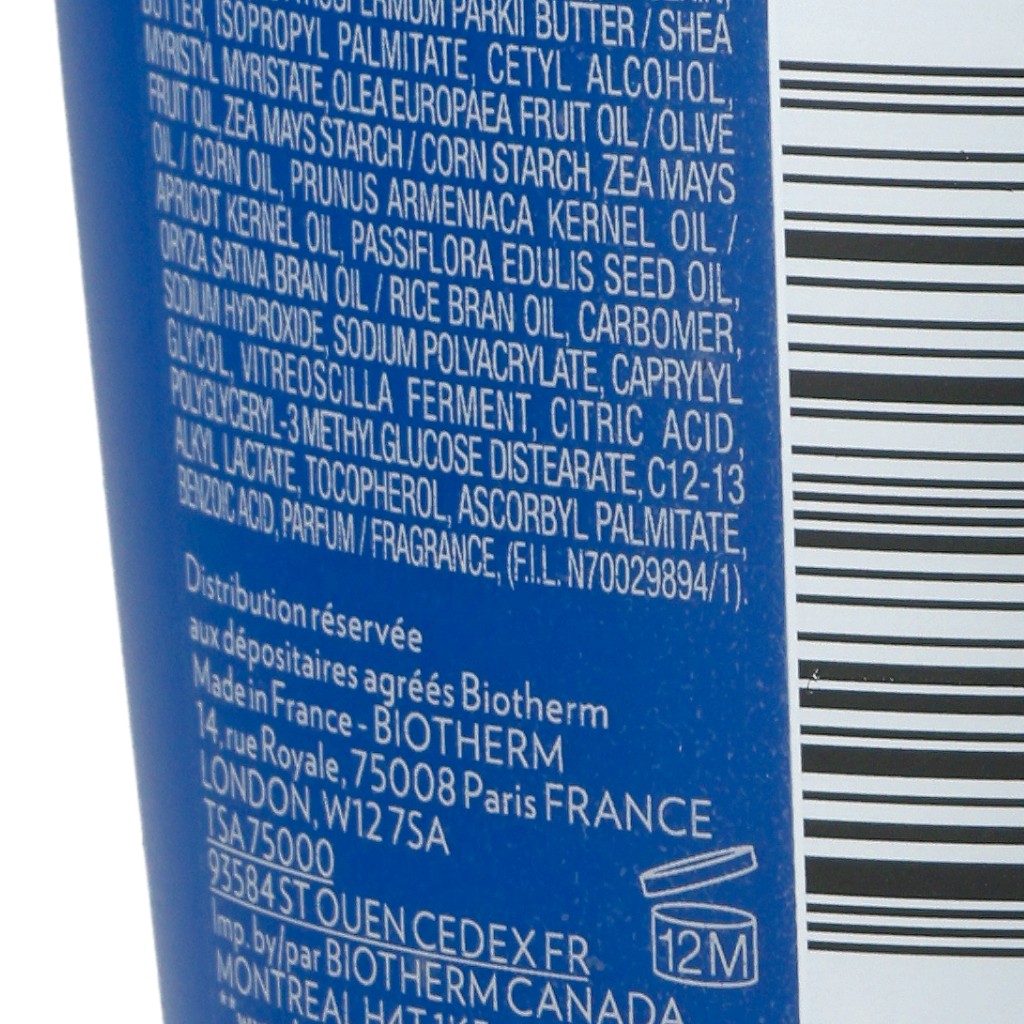 PARKII BUTTER / SHEA
BUTTER, ISOPROPYL PALMITATE, CETYL ALCOHOL,
MYRISTYL MYRISTATE, OLEA EUROPAEA FRUIT OIL / OLIVE
FRUIT OIL, ZEA MAYS STARCH / CORN STARCH, ZEA MAYS
OIL / CORN OIL, PRUNUS ARMENIACA KERNEL OIL /
APRICOT KERNEL OIL, PASSIFLORA EDULIS SEED OIL,
ORYZA SATIVA BRAN OIL / RICE BRAN OIL, CARBOMER,
SODIUM HYDROXIDE, SODIUM POLYACRYLATE, CAPRYLYL
GLYCOL, VITREOSCILLA FERMENT, CITRIC ACID,
POLYGLYCERYL-3 METHYLGLUCOSE DISTEARATE, C12-13
ALKYL LACTATE, TOCOPHEROL, ASCORBYL PALMITATE,
BENZOIC ACID, PARFUM / FRAGRANCE, (F.I.L. N70029894/1).
Distribution réservée
aux dépositaires agréés Biotherm
Made in France - BIOTHERM
14, rue Royale, 75008 Paris FRANCE
LONDON, W12 7SA
TSA 75000
93584 ST OUEN CEDEX FR
12M
Imp. by/par BIOTHERM CANADA
MONTREAL H4T